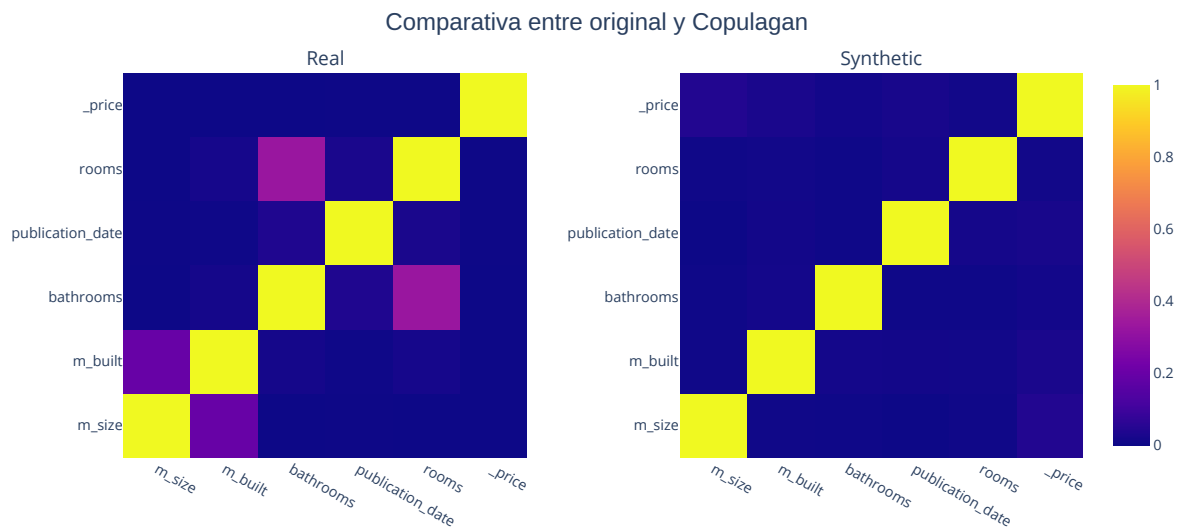 Comparativa entre original y Copulagan
Real
Synthetic
_price
rooms
publication_date
bathrooms
m_built
m_size
m_size
m_built
bathrooms
publication_date
rooms
_price
_price
rooms
publication_date
bathrooms
m_built
m_size
m_size
m_built
bathrooms
publication_date
rooms
_price
1
0.8
0.6
0.4
0.2
0